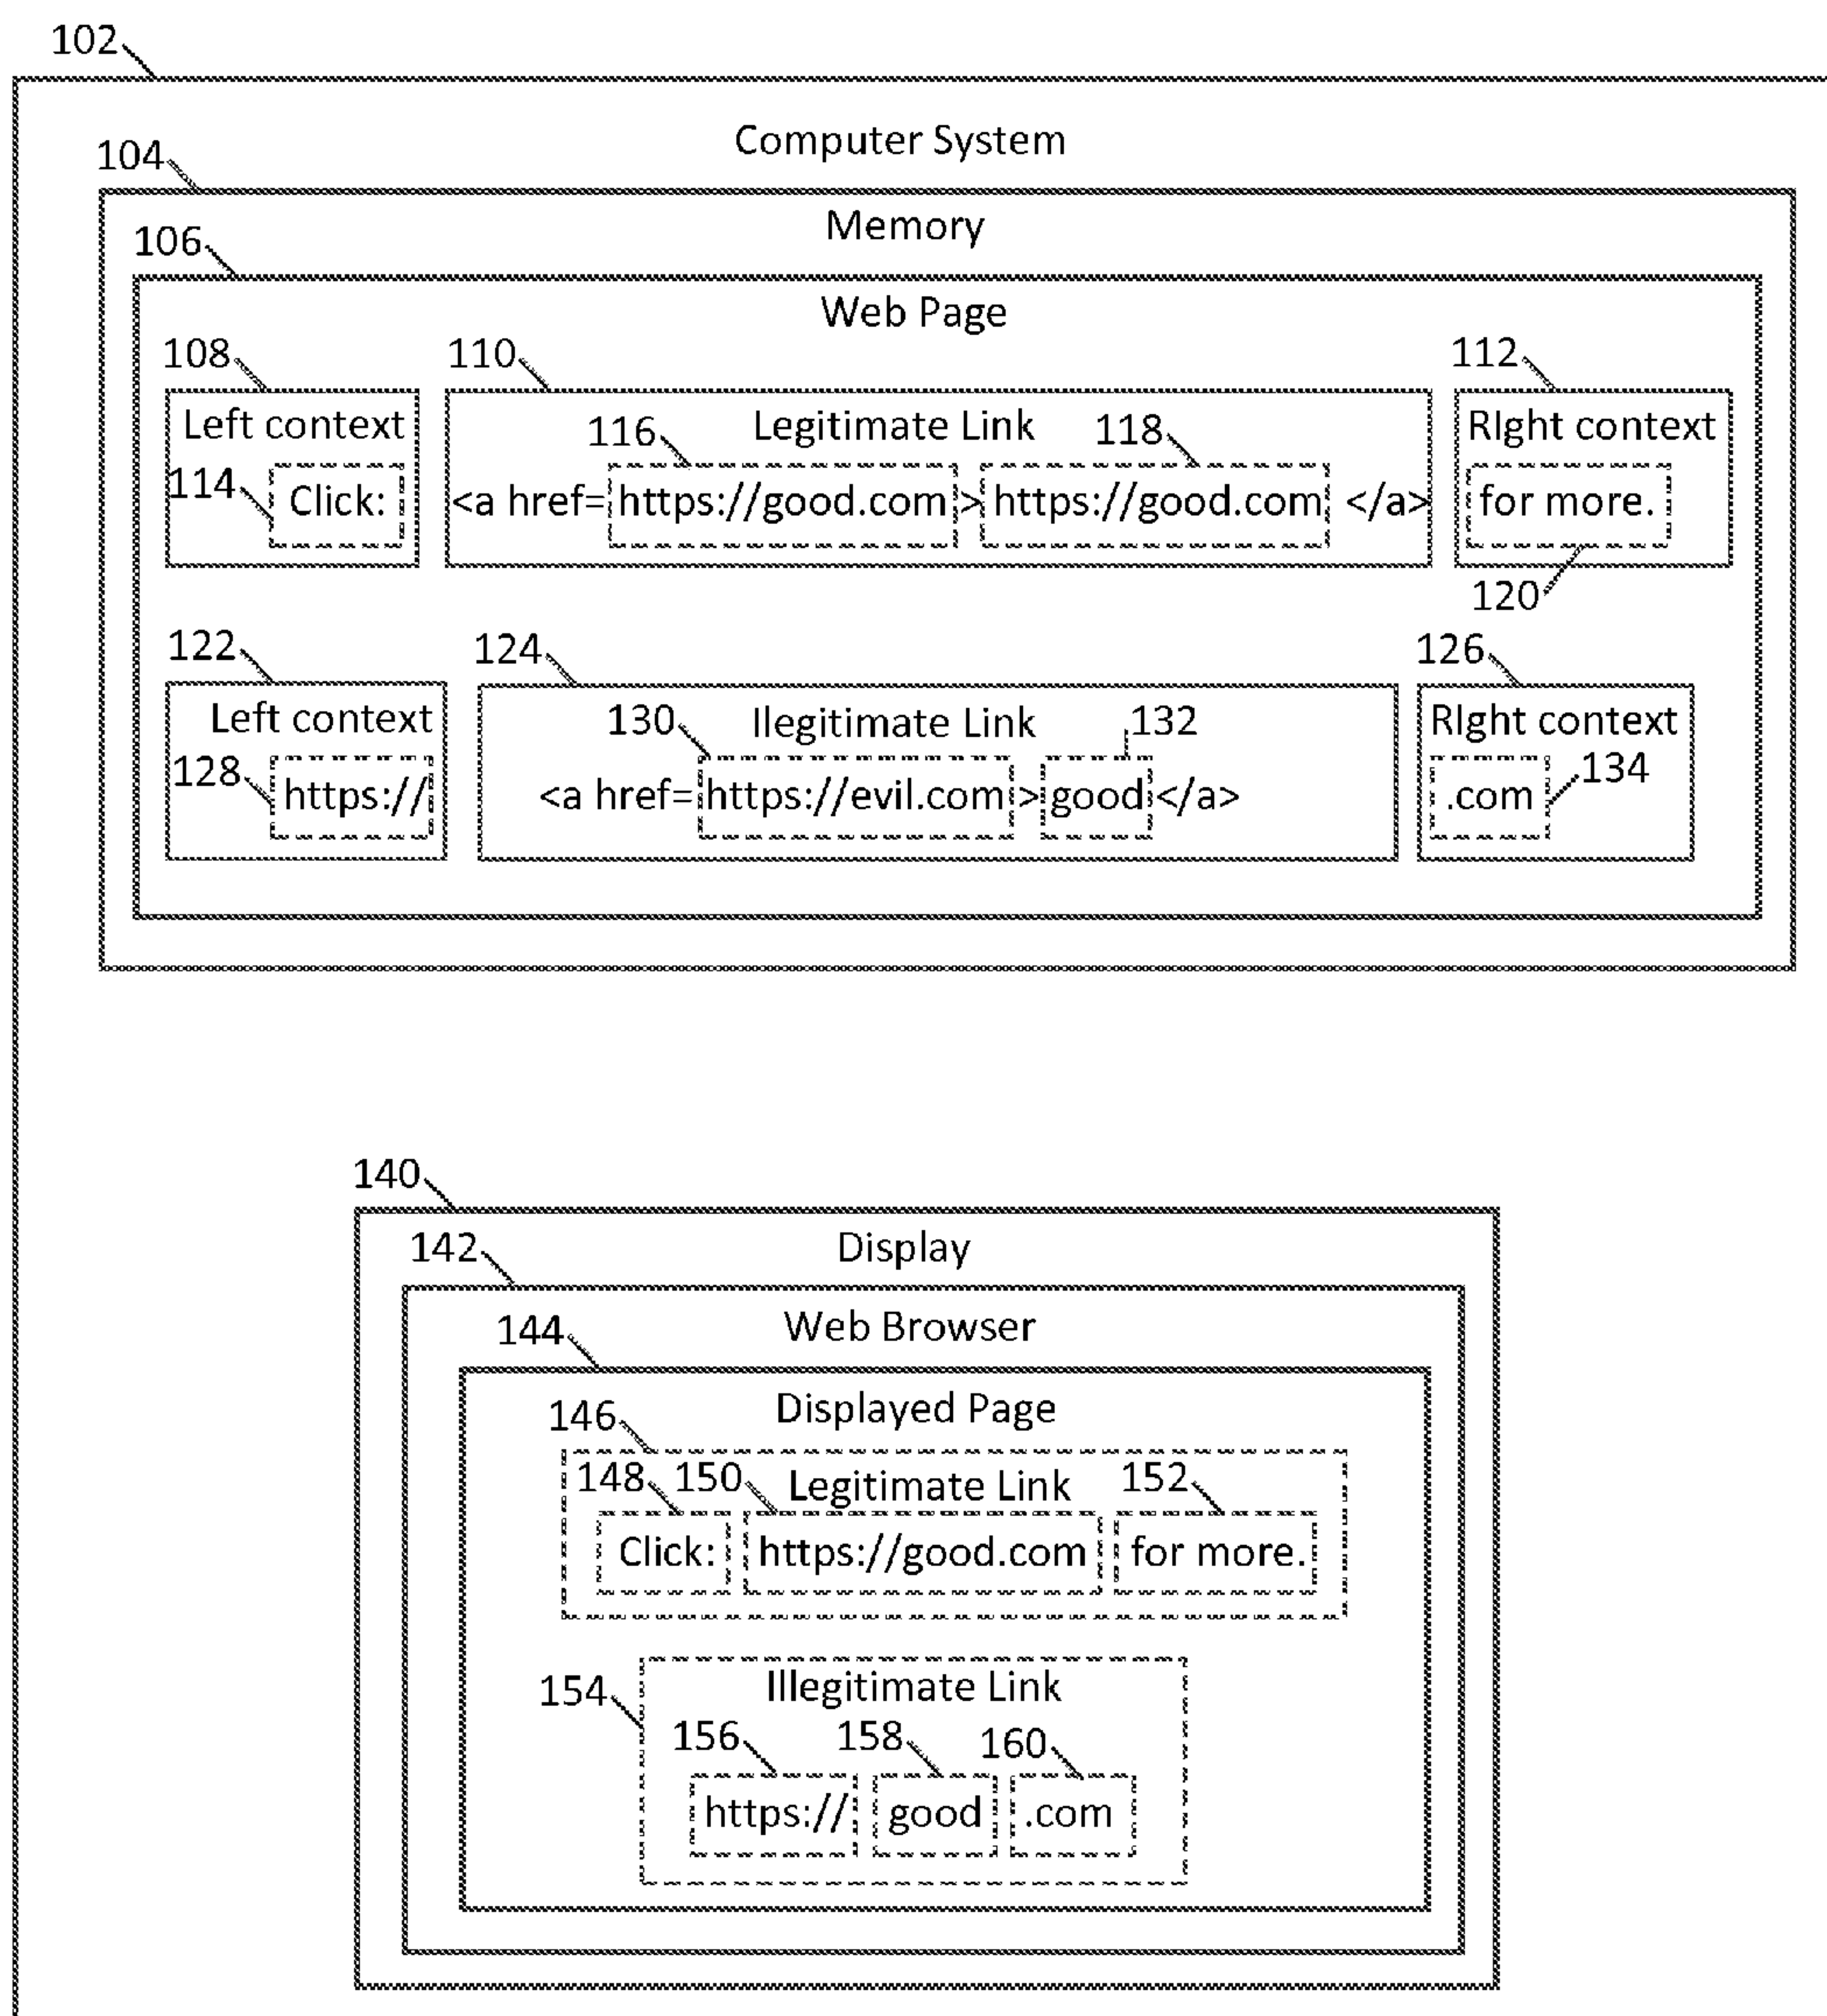 102
Computer System
104
Memory
106
Web Page
108 110 112
Left context Legitimate Link RIght context
116 118
114 Click: <a href= https://good.com > https://good.com </a> for more.
120
122 124 126
Left context Ilegitimate Link RIght context
130 132
128 https:// <a href= https://evil.com > good </a> .com 134
140
Display
142
Web Browser
144
Displayed Page
146
148 150 Legitimate Link 152
Click: https://good.com for more.
Illegitimate Link
154
156 158 160
https:// good .com